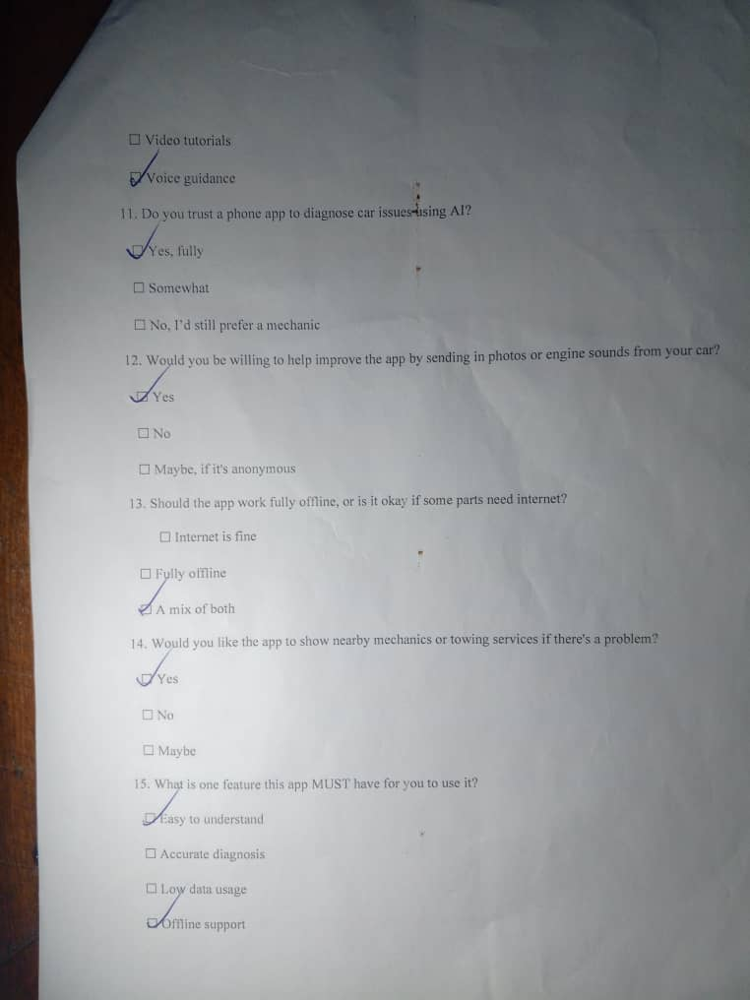 ☐ Video tutorials
☑ Voice guidance
11. Do you trust a phone app to diagnose car issues using AI?
☑ Yes, fully
☐ Somewhat
☐ No, I'd still prefer a mechanic
12. Would you be willing to help improve the app by sending in photos or engine sounds from your car?
☑ Yes
☐ No
☐ Maybe, if it's anonymous
13. Should the app work fully offline, or is it okay if some parts need internet?
☐ Internet is fine
☐ Fully offline
☑ A mix of both
14. Would you like the app to show nearby mechanics or towing services if there's a problem?
☑ Yes
☐ No
☐ Maybe
15. What is one feature this app MUST have for you to use it?
☑ Easy to understand
☐ Accurate diagnosis
☐ Low data usage
☑ Offline support